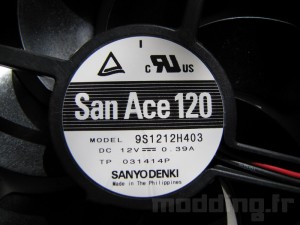 c RU US
San Ace 120
MODEL 9S1212H403
DC 12V 0.39A
TP 031414P
SANYO DENKI
Made in The Philippines
modding.fr